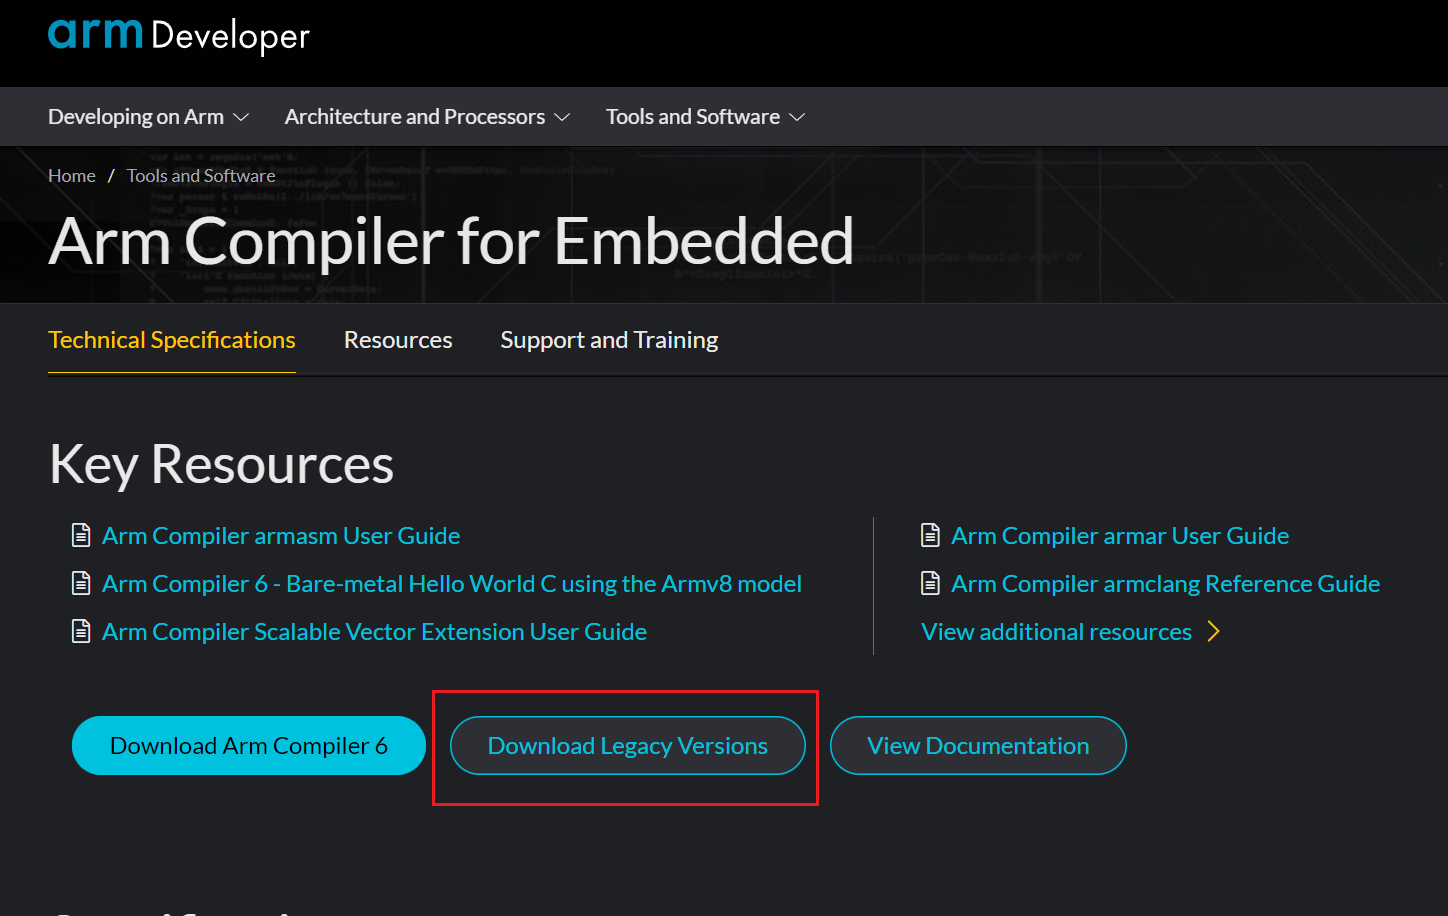 arm Developer
Developing on Arm
Architecture and Processors
Tools and Software
Home / Tools and Software
Arm Compiler for Embedded
Technical Specifications
Resources
Support and Training
Key Resources
Arm Compiler armasm User Guide
Arm Compiler 6 - Bare-metal Hello World C using the Armv8 model
Arm Compiler Scalable Vector Extension User Guide
Arm Compiler armar User Guide
Arm Compiler armclang Reference Guide
View additional resources
Download Arm Compiler 6
Download Legacy Versions
View Documentation